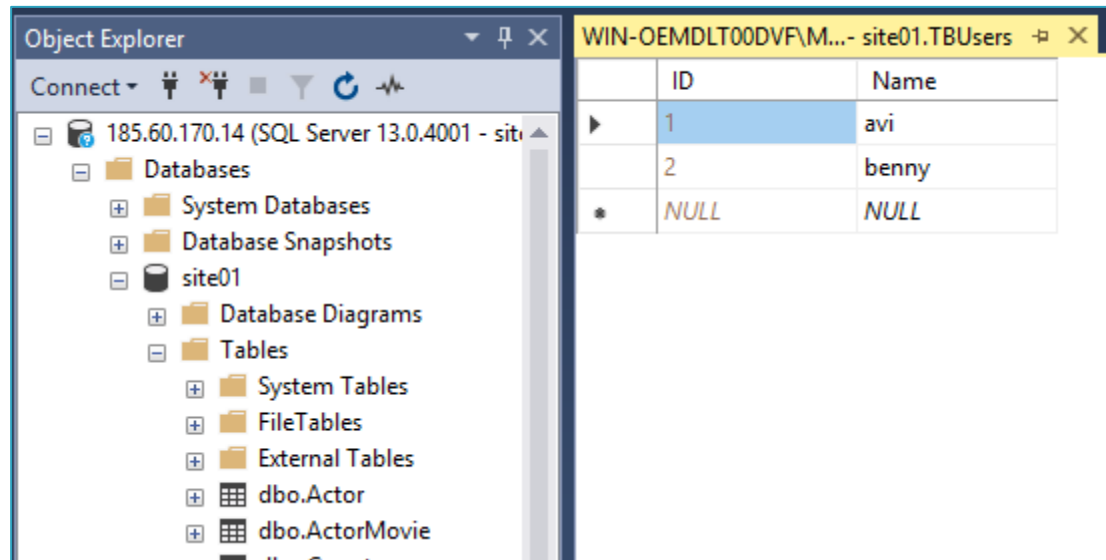 Object Explorer
Connect
185.60.170.14 (SQL Server 13.0.4001 - sit
Databases
System Databases
Database Snapshots
site01
Database Diagrams
Tables
System Tables
FileTables
External Tables
dbo.Actor
dbo.ActorMovie
WIN-OEMDLT00DVF\M...- site01.TBUsers
ID Name
1 avi
2 benny
NULL NULL